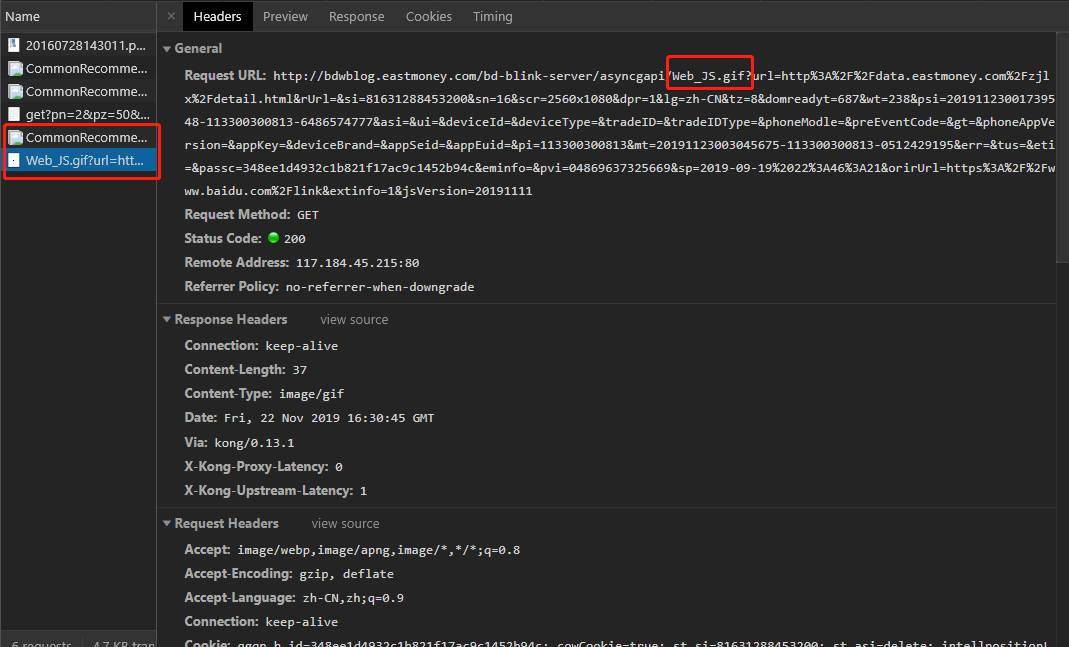 Name
20160728143011.p...
CommonRecomme...
CommonRecomme...
get?pn=2&pz=50&...
CommonRecomme...
Web_JS.gif?url=htt...
× Headers Preview Response Cookies Timing
General
Request URL: http://bdwblog.eastmoney.com/bd-blink-server/asyncgapi/Web_JS.gif?url=http%3A%2F%2Fdata.eastmoney.com%2Fzjl
x%2Fdetail.html&rUrl=&si=81631288453200&sn=16&scr=2560x1080&dpr=1&lg=zh-CN&tz=8&domreadyt=687&wt=238&psi=201911230017395
48-113300300813-6486574777&asi=&ui=&deviceId=&deviceType=&tradeID=&tradeIDType=&phoneModle=&preEventCode=&gt=&phoneAppVe
rsion=&appKey=&deviceBrand=&appSeid=&appEuid=&pi=113300300813&mt=20191123003045675-113300300813-0512429195&err=&tus=&eti
=&passc=348ee1d4932c1b821f17ac9c1452b94c&eminfo=&pvi=04869637325669&sp=2019-09-19%2022%3A46%3A21&orirUrl=https%3A%2F%2Fw
ww.baidu.com%2Flink&extinfo=1&jsVersion=20191111
Request Method: GET
Status Code: 200
Remote Address: 117.184.45.215:80
Referrer Policy: no-referrer-when-downgrade
Response Headers view source
Connection: keep-alive
Content-Length: 37
Content-Type: image/gif
Date: Fri, 22 Nov 2019 16:30:45 GMT
Via: kong/0.13.1
X-Kong-Proxy-Latency: 0
X-Kong-Upstream-Latency: 1
Request Headers view source
Accept: image/webp,image/apng,image/*,*/*;q=0.8
Accept-Encoding: gzip, deflate
Accept-Language: zh-CN,zh;q=0.9
Connection: keep-alive
Cookie: qgqp_b_id=348ee1d4932c1b821f17ac9c1452b94c; cowCookie=true; st_si=81631288453200; st_asi=delete;
6 requests 4.7 KB tran